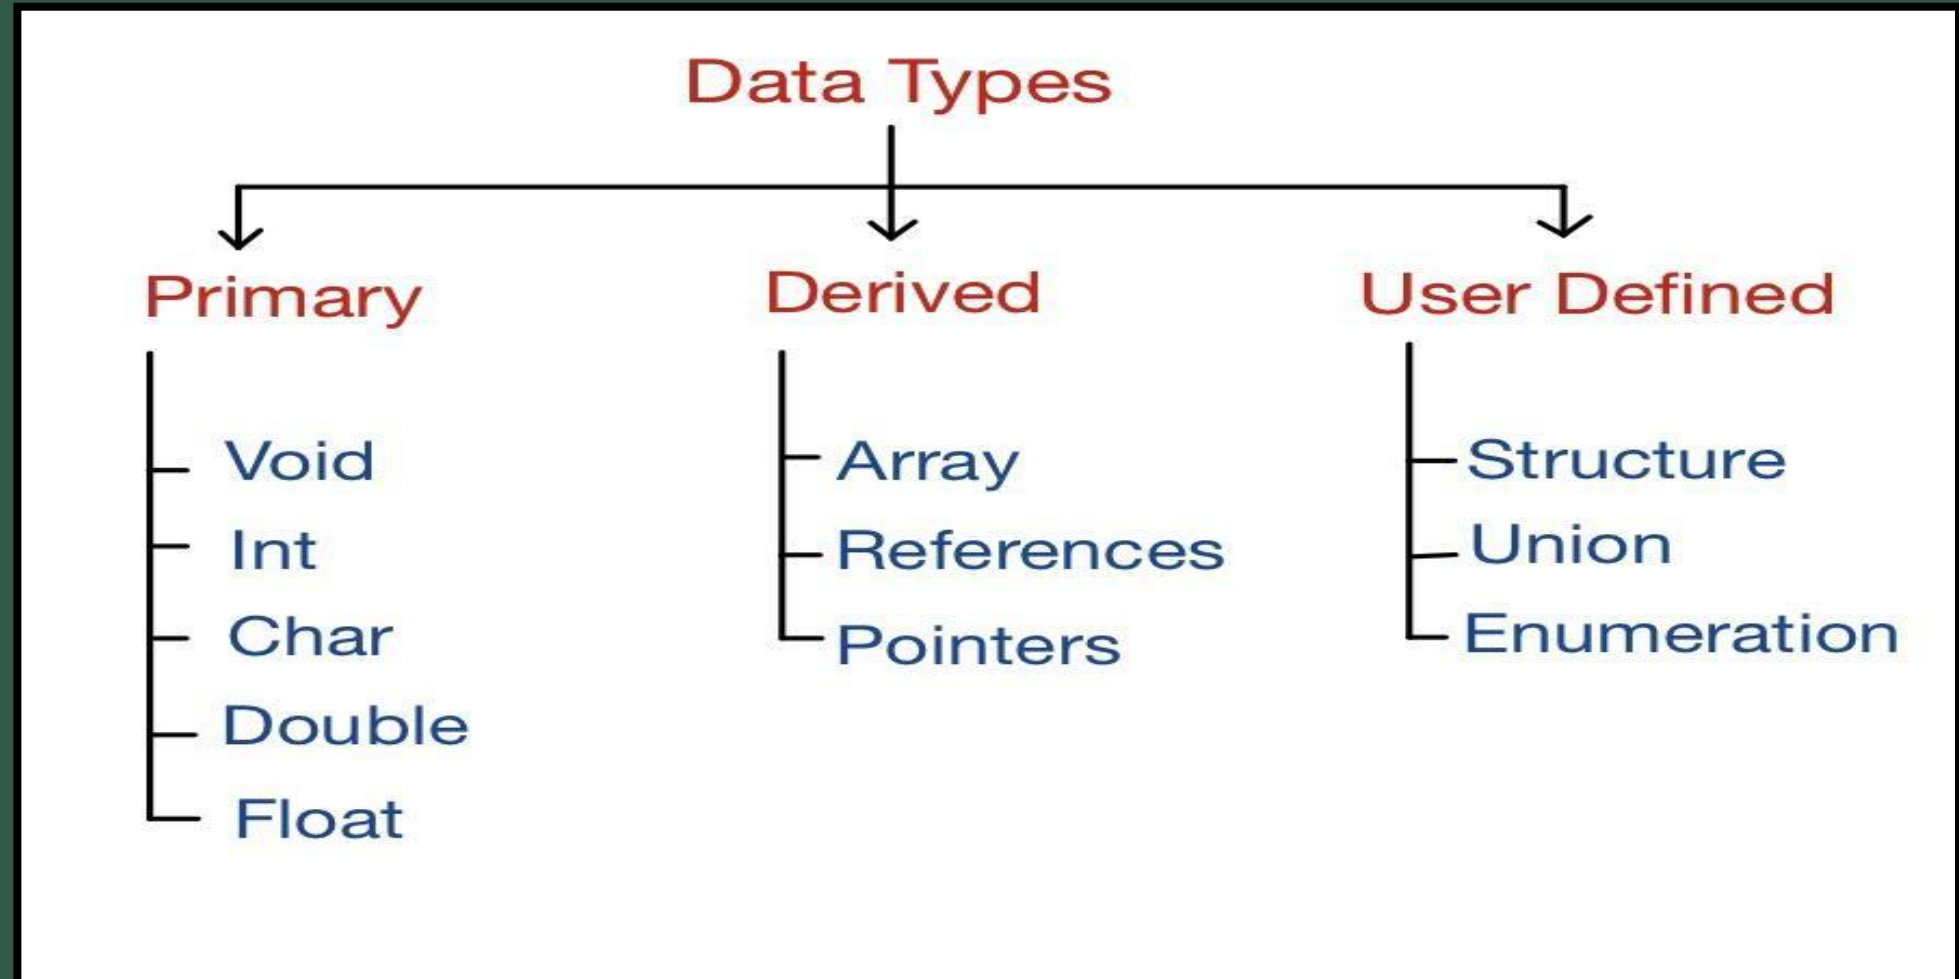 Data Types
Primary
Void
Int
Char
Double
Float
Derived
Array
References
Pointers
User Defined
Structure
Union
Enumeration